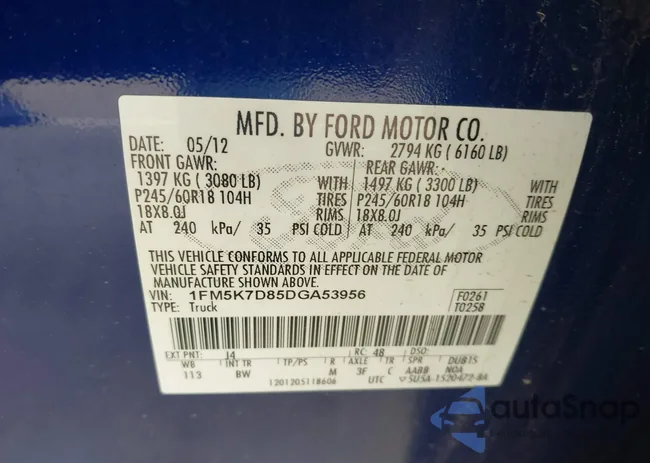 MFD. BY FORD MOTOR CO.
DATE: 05/12 GVWR: 2794 KG ( 6160 LB)
FRONT GAWR: REAR GAWR:
1397 KG ( 3080 LB) WITH 1497 KG ( 3300 LB) WITH
P245/60R18 104H TIRES P245/60R18 104H TIRES
18X8.0J RIMS 18X8.0J RIMS
AT 240 kPa/ 35 PSI COLD AT 240 kPa/ 35 PSI COLD
THIS VEHICLE CONFORMS TO ALL APPLICABLE FEDERAL MOTOR
VEHICLE SAFETY STANDARDS IN EFFECT ON THE DATE OF
MANUFACTURE SHOWN ABOVE.
VIN: 1FM5K7D85DGA53956 F0261
TYPE: Truck T0258
EXT PNT: J4 RC: 48 DSO:
WB INT TR TP/PS R AXLE TR SPR DU81S
113 BW M 3F C AABB NOA
1201205118606 UTC 5U5A-1520472-BA
autoSnap